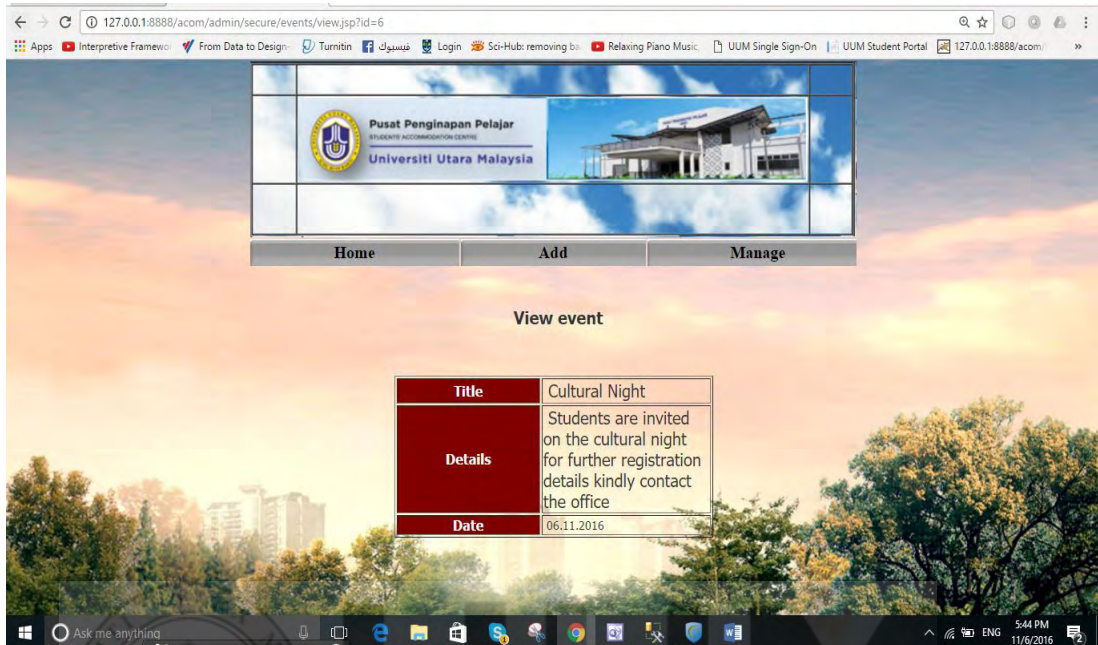 127.0.0.1:8888/acom/admin/secure/events/view.jsp?id=6
Apps Interpretive Framewo From Data to Design- Turnitin فيسبوك Login Sci-Hub: removing ba Relaxing Piano Music UUM Single Sign-On UUM Student Portal 127.0.0.1:8888/acom/ »
Pusat Penginapan Pelajar
STUDENTS ACCOMMODATION CENTRE
Universiti Utara Malaysia
Home Add Manage
View event
Title Cultural Night
Details Students are invited
on the cultural night
for further registration
details kindly contact
the office
Date 06.11.2016
Ask me anything
ENG 5:44 PM
11/6/2016